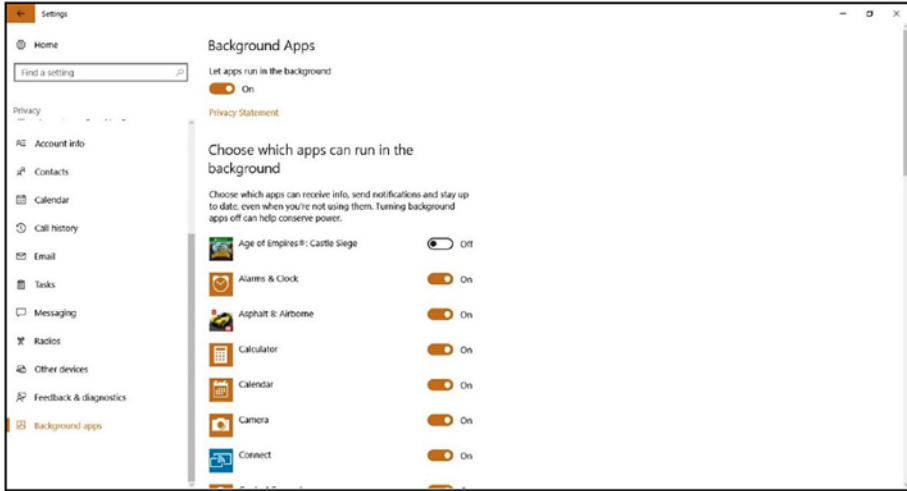 Settings
Home
Find a setting
Privacy
Account info
Contacts
Calendar
Call history
Email
Tasks
Messaging
Radios
Other devices
Feedback & diagnostics
Background apps
Background Apps
Let apps run in the background
On
Privacy Statement
Choose which apps can run in the
background
Choose which apps can receive info, send notifications and stay up
to date, even when you're not using them. Turning background
apps off can help conserve power.
Age of Empires®: Castle Siege Off
Alarms & Clock On
Asphalt 8: Airborne On
Calculator On
Calendar On
Camera On
Connect On